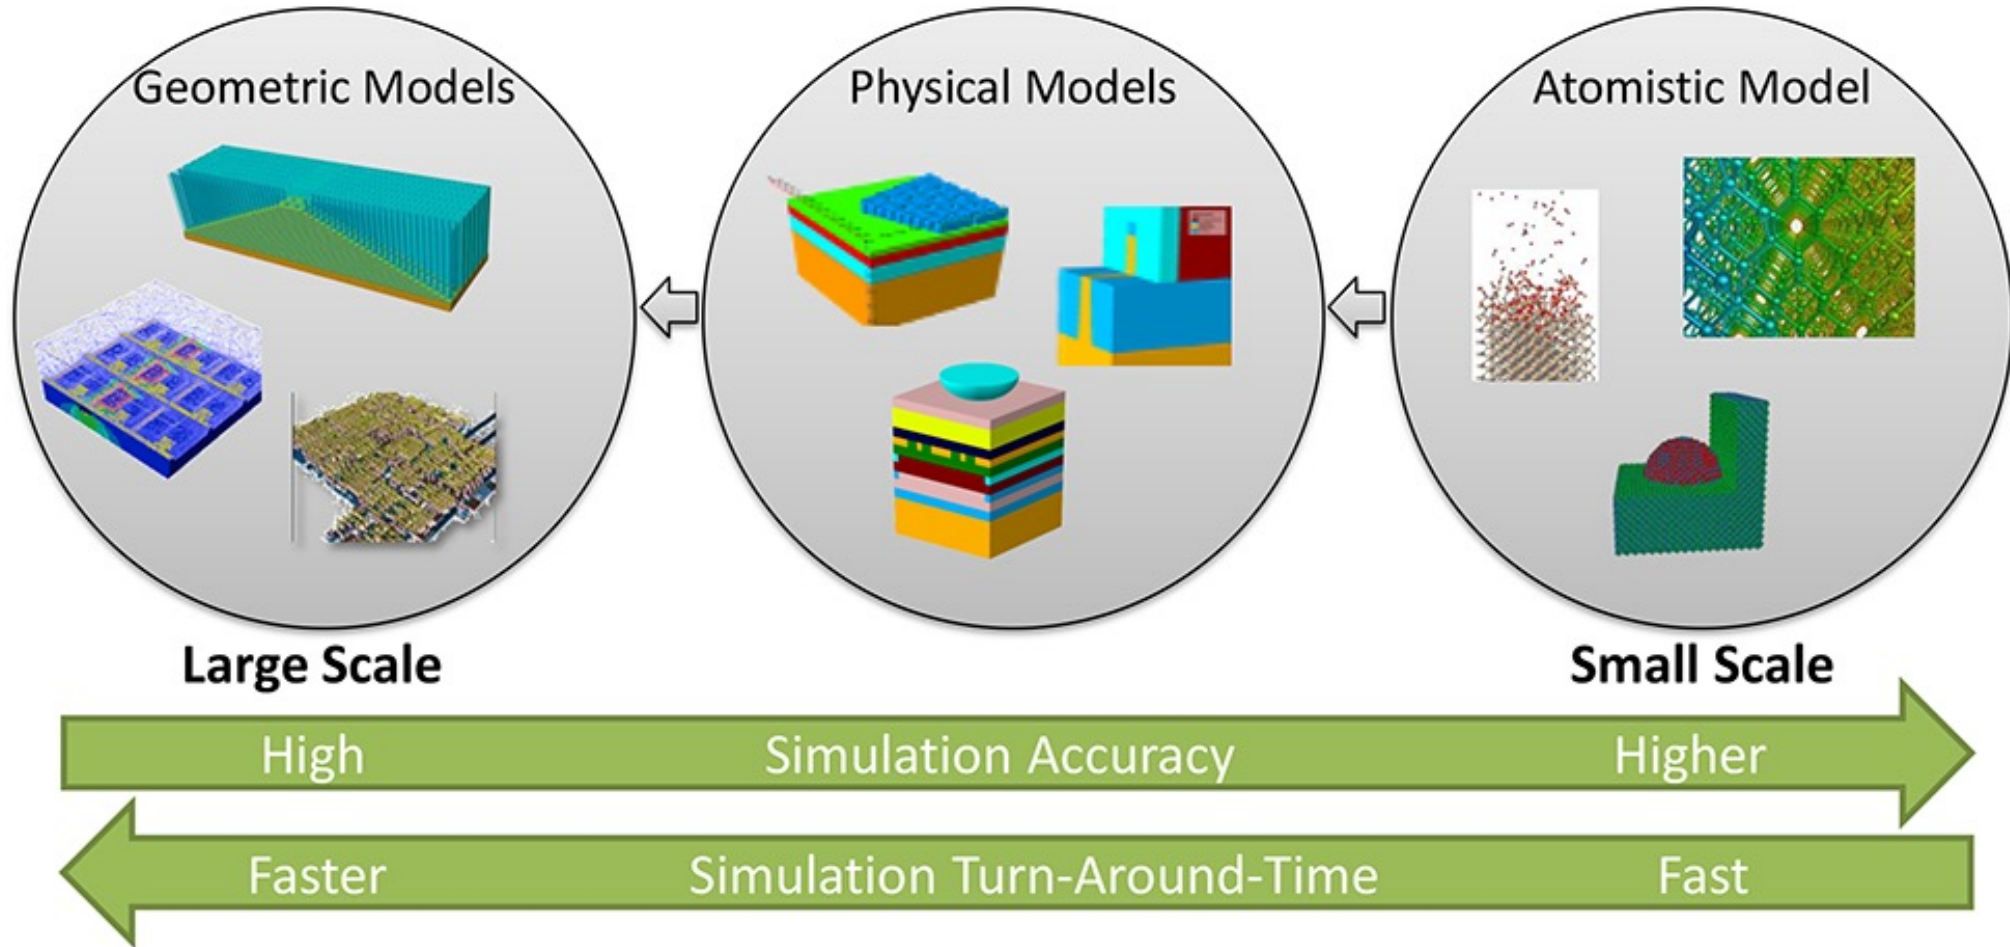 Geometric Models
Physical Models
Atomistic Model
Large Scale
Small Scale
High Simulation Accuracy Higher
Faster Simulation Turn-Around-Time Fast